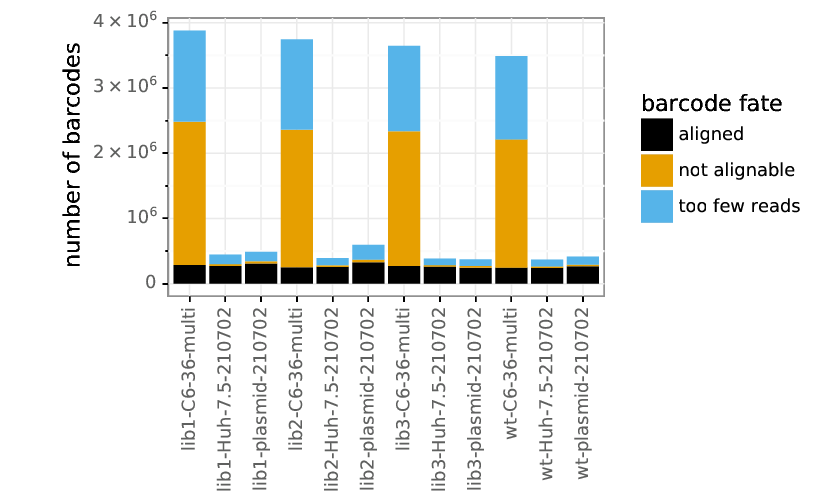 4 × 10⁶
3 × 10⁶
2 × 10⁶
10⁶
0
number of barcodes
lib1-C6-36-multi
lib1-Huh-7.5-210702
lib1-plasmid-210702
lib2-C6-36-multi
lib2-Huh-7.5-210702
lib2-plasmid-210702
lib3-C6-36-multi
lib3-Huh-7.5-210702
lib3-plasmid-210702
wt-C6-36-multi
wt-Huh-7.5-210702
wt-plasmid-210702
barcode fate
aligned
not alignable
too few reads